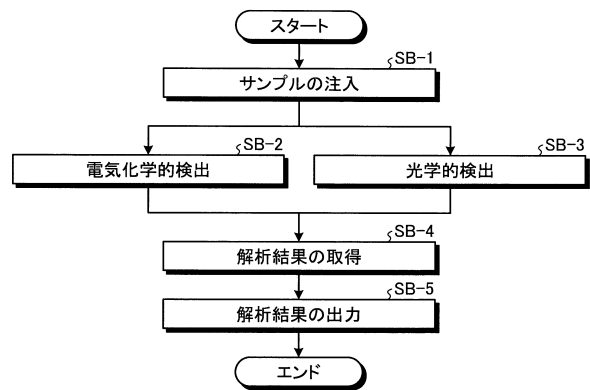 スタート
SB-1
サンプルの注入
SB-2
電気化学的検出
SB-3
光学的検出
SB-4
解析結果の取得
SB-5
解析結果の出力
エンド